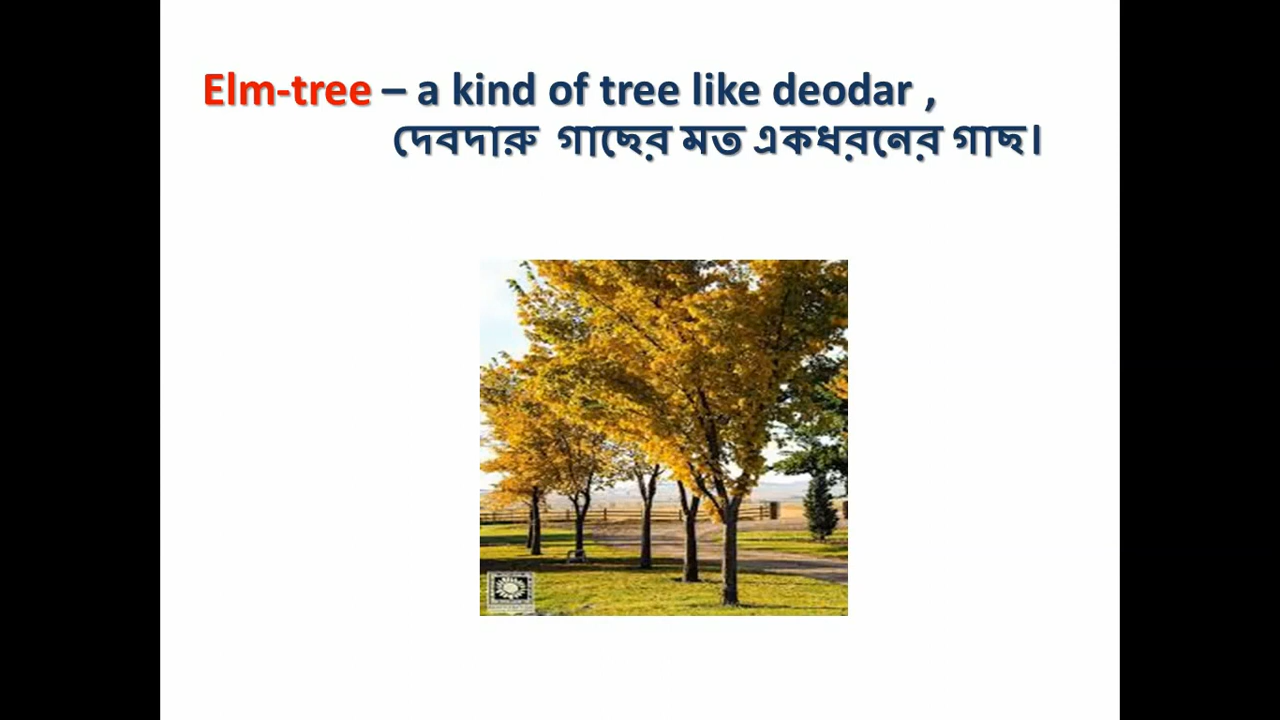 Elm-tree – a kind of tree like deodar ,
দেবদারু গাছের মত একধরনের গাছ।